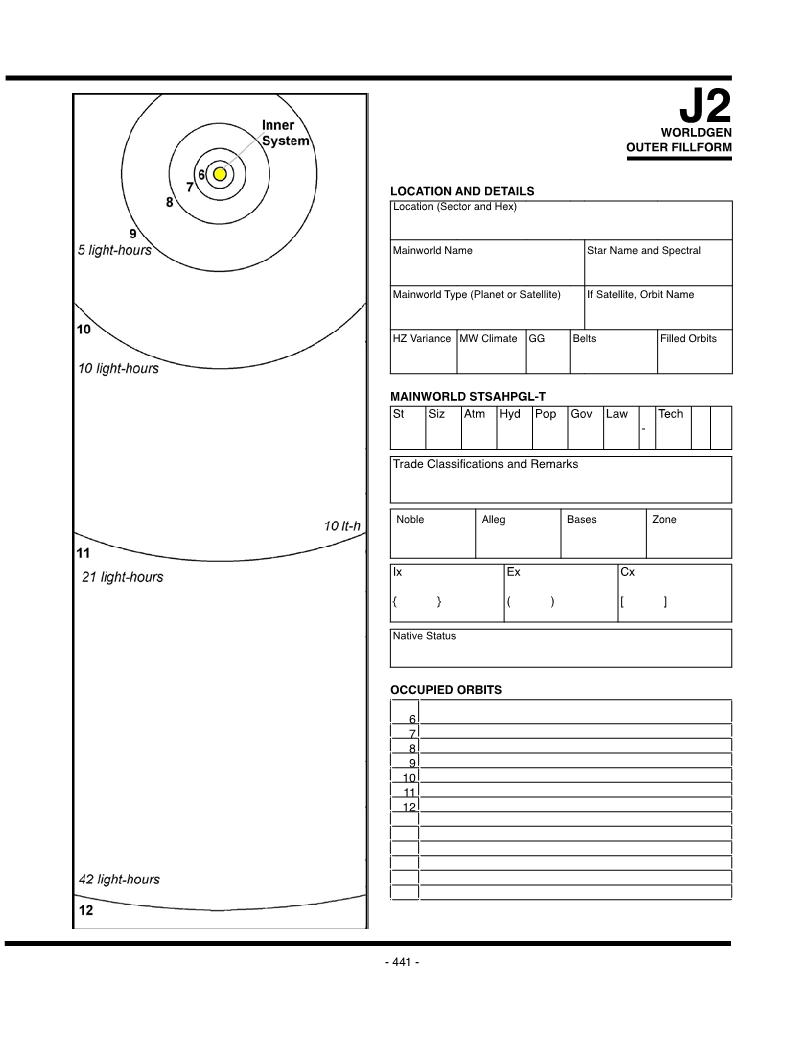 J2
WORLDGEN
OUTER FILLFORM
Inner
System
6
7
8
9
5 light-hours
10
10 light-hours
10 lt-h
11
21 light-hours
42 light-hours
12
LOCATION AND DETAILS
Location (Sector and Hex)
Mainworld Name Star Name and Spectral
Mainworld Type (Planet or Satellite) If Satellite, Orbit Name
HZ Variance MW Climate GG Belts Filled Orbits
MAINWORLD STSAHPGL-T
St Siz Atm Hyd Pop Gov Law - Tech
Trade Classifications and Remarks
Noble Alleg Bases Zone
Ix Ex Cx
{ } ( ) [ ]
Native Status
OCCUPIED ORBITS
6
7
8
9
10
11
12
- 441 -